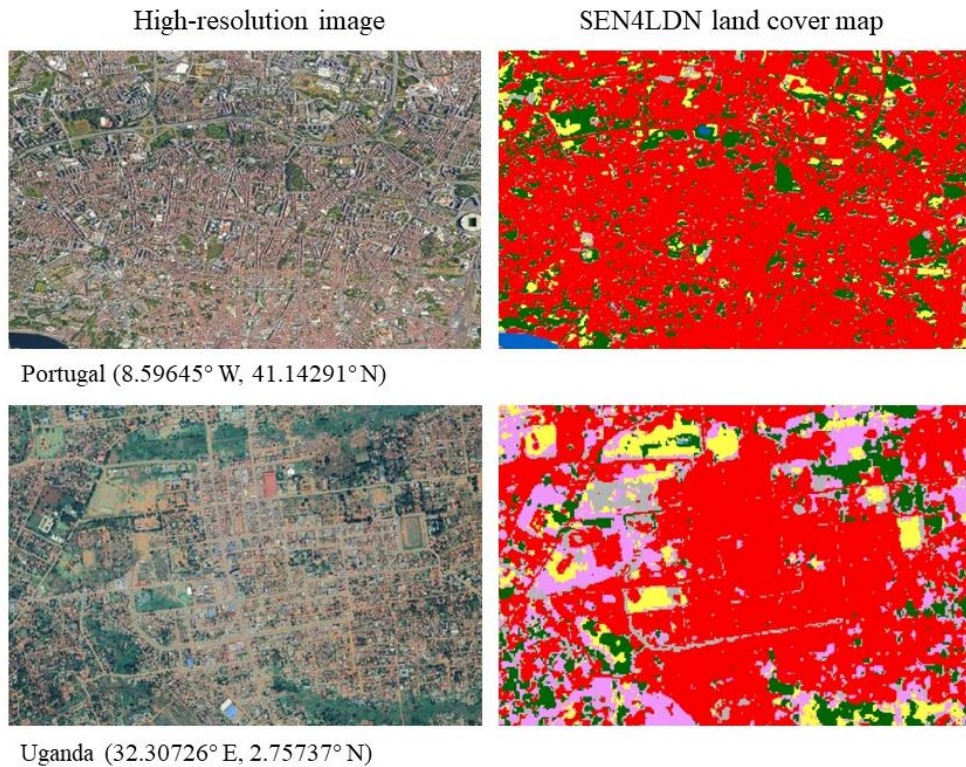 High-resolution image
SEN4LDN land cover map
Portugal (8.59645° W, 41.14291° N)
Uganda (32.30726° E, 2.75737° N)